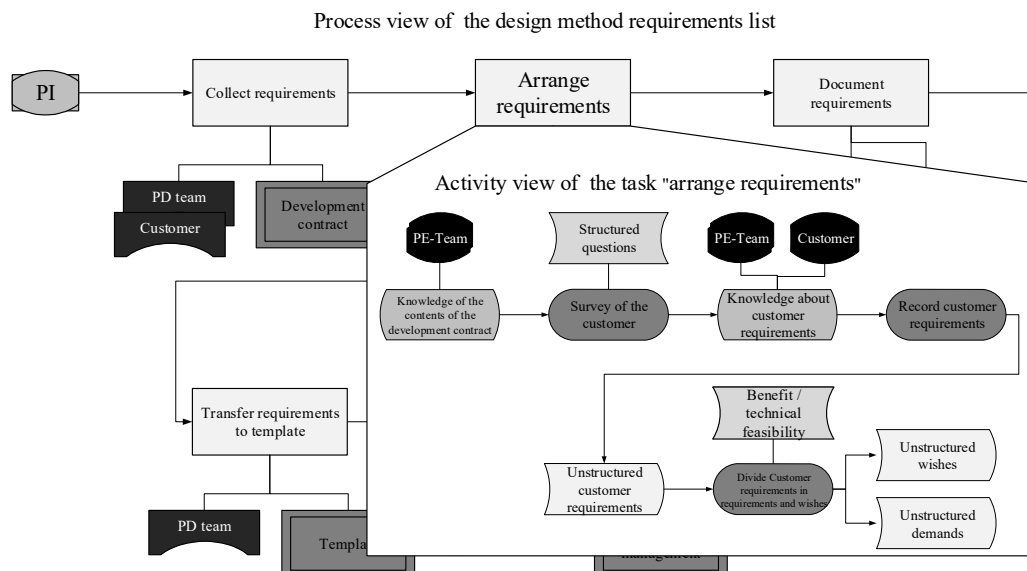 Process view of the design method requirements list
PI
Collect requirements
Arrange
requirements
Document
requirements
PD team
Customer
Development
contract
Activity view of the task "arrange requirements"
PE-Team
Structured
questions
PE-Team
Customer
Knowledge of the
contents of the
development contract
Survey of the
customer
Knowledge about
customer
requirements
Record customer
requirements
Transfer requirements
to template
Benefit /
technical
feasibility
Unstructured
customer
requirements
Divide Customer
requirements in
requirements and wishes
Unstructured
wishes
Unstructured
demands
PD team
management